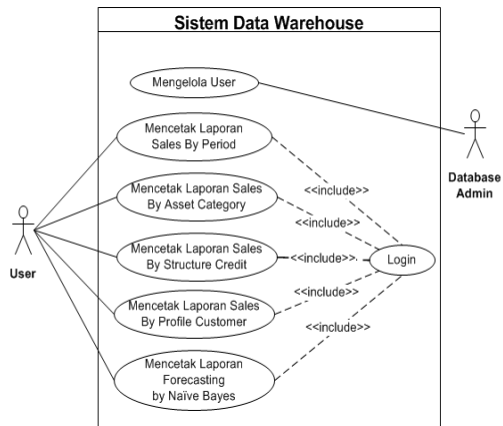 Sistem Data Warehouse
Mengelola User
Mencetak Laporan
Sales By Period
<<include>>
Database
Admin
Mencetak Laporan Sales
By Asset Category
<<include>>
User
Mencetak Laporan Sales
By Structure Credit
<<include>>
Login
Mencetak Laporan Sales
By Profile Customer
<<include>>
<<include>>
Mencetak Laporan
Forecasting
by Naïve Bayes